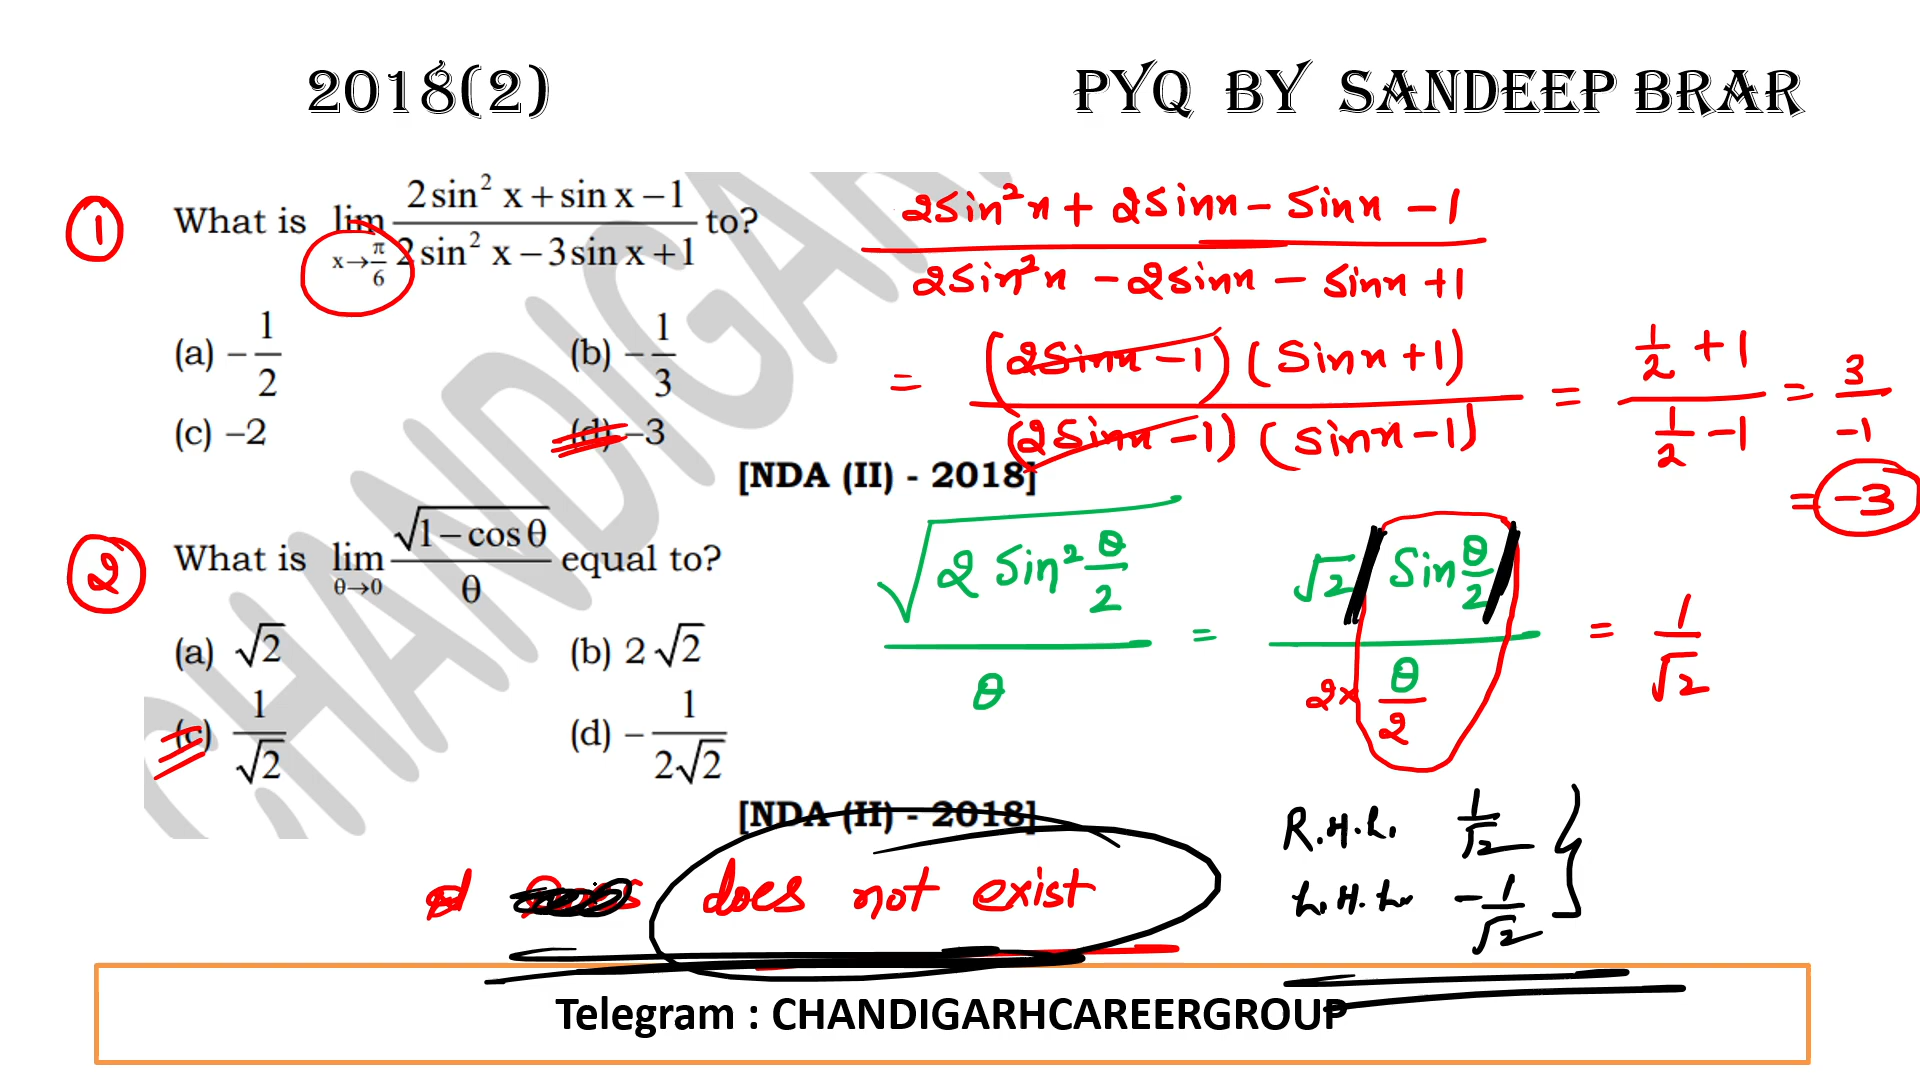 2018(2)
PYQ BY SANDEEP BRAR
① What is lim x→π/6 (2 sin² x + sin x − 1)/(2 sin² x − 3 sin x + 1) to?
(a) −1/2 (b) −1/3
(c) −2 (d) −3
[NDA (II) - 2018]
(2Sin²x + 2Sinx − Sinx − 1)/(2Sin²x − 2Sinx − Sinx + 1)
= (2Sinx − 1)(Sinx + 1)/(2Sinx − 1)(Sinx − 1) = (1/2 + 1)/(1/2 − 1) = 3/−1
= −3
② What is lim θ→0 √(1 − cos θ)/θ equal to?
(a) √2 (b) 2√2
(c) 1/√2 (d) −1/(2√2)
[NDA (II) - 2018]
√(2 Sin² θ/2)/θ = √2 |Sin θ/2|/(2× θ/2) = 1/√2
R.H.L. 1/√2
L.H.L. −1/√2
does not exist
Telegram : CHANDIGARHCAREERGROUP
CHANDIGAR